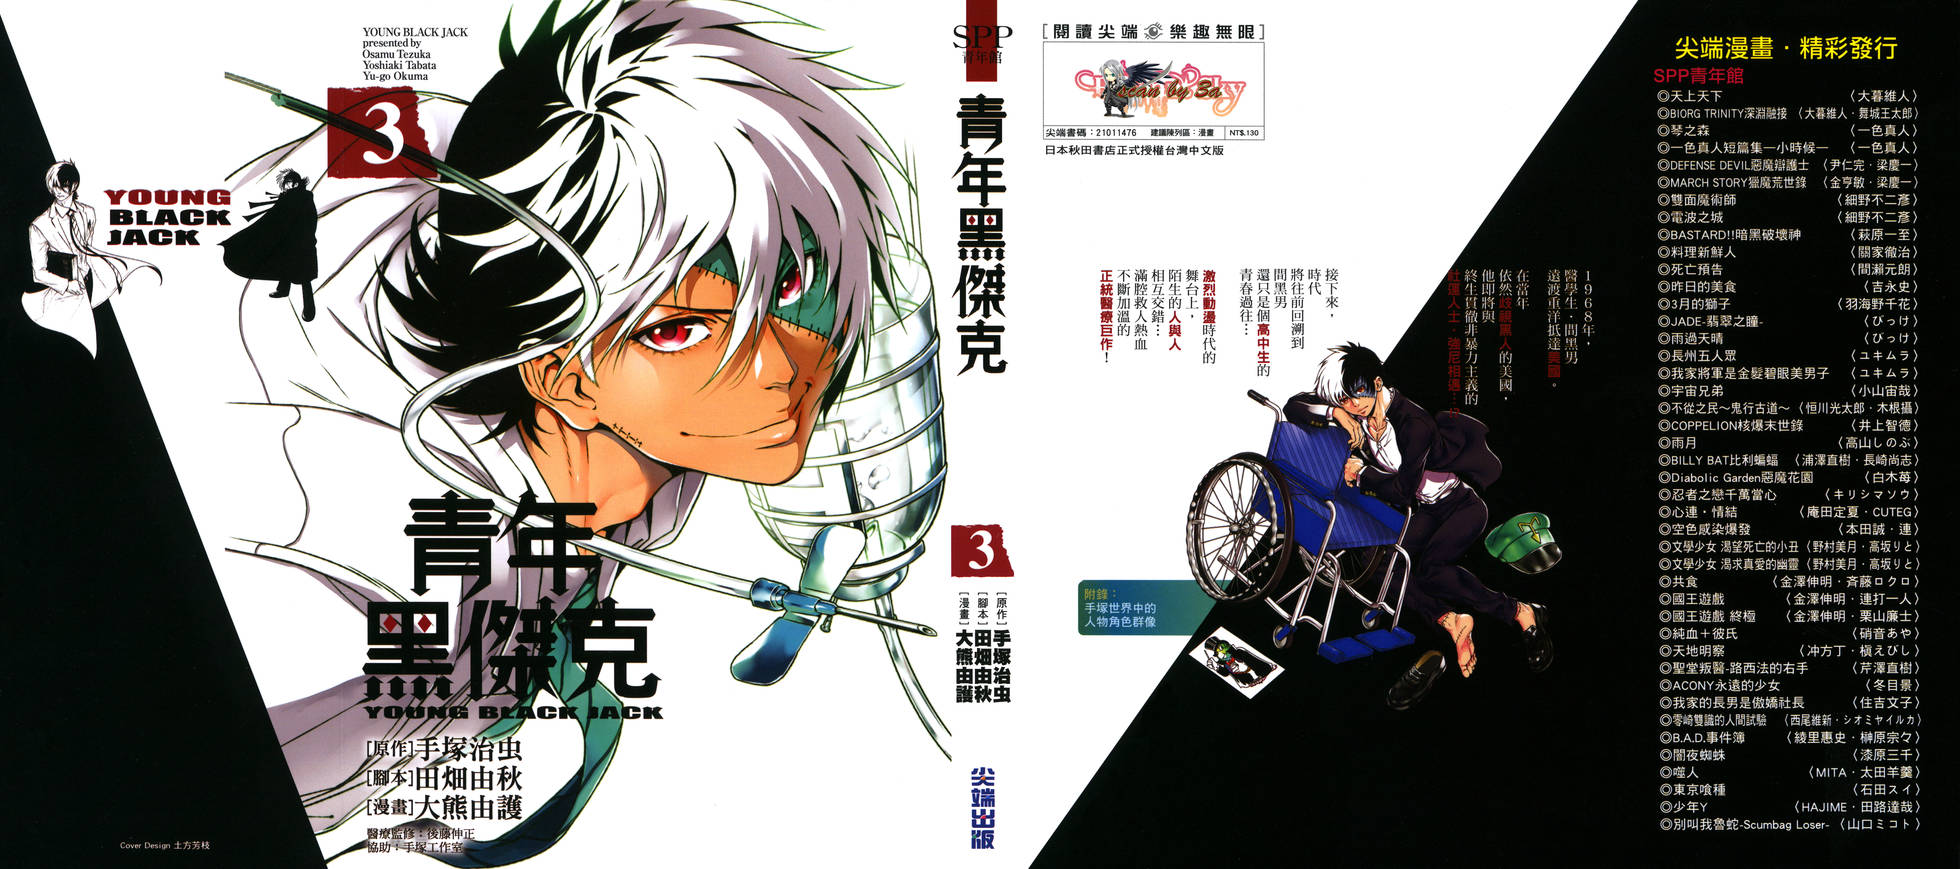 YOUNG
BLACK
JACK
Cover Design 土方芳枝
YOUNG BLACK JACK
presented by
Osamu Tezuka
Yoshiaki Tabata
Yu-go Okuma
3
青年
黑傑克
YOUNG BLACK JACK
[原作]手塚治虫
[腳本]田畑由秋
[漫畫]大熊由護
醫療監修：後藤伸正
協助：手塚工作室
SPP
青年館
青年黑傑克
3
[原作]手塚治虫
[腳本]田畑由秋
[漫畫]大熊由護
尖端出版
[閱讀尖端 樂趣無限]
scan by 3a
尖端書碼：21011476 建議陳列區：漫畫 NT$.130
日本秋田書店正式授權台灣中文版
1968年，
醫學生．間黑男
遠渡重洋抵達美國。
在當年
依然歧視黑人的美國，
他即將與
終生貫徹非暴力主義的
社運人士．強尼相遇…!?
接下來，
時代
將往前回溯到
間黑男
還只是個高中生的
青春過往…
激烈動盪時代的
舞台上，
陌生的人與人
相互交錯…
滿腔救人熱血
不斷加溫的
正統醫療巨作！
附錄：
手塚世界中的
人物角色群像
尖端漫畫．精彩發行
SPP青年館
◎天上天下〈大暮維人〉
◎BIORG TRINITY深淵融接〈大暮維人．舞城王太郎〉
◎琴之森〈一色真人〉
◎一色真人短篇集—小時候—〈一色真人〉
◎DEFENSE DEVIL惡魔辯護士〈尹仁完．梁慶一〉
◎MARCH STORY獵魔荒世錄〈金亨敏．梁慶一〉
◎雙面魔術師〈細野不二彥〉
◎電波之城〈細野不二彥〉
◎BASTARD!!暗黑破壞神〈萩原一至〉
◎料理新鮮人〈關家徹治〉
◎死亡預告〈間瀨元朗〉
◎昨日的美食〈吉永史〉
◎3月的獅子〈羽海野千花〉
◎JADE-翡翠之瞳-〈びっけ〉
◎雨過天晴〈びっけ〉
◎長州五人眾〈ユキムラ〉
◎我家將軍是金髮碧眼美男子〈ユキムラ〉
◎宇宙兄弟〈小山宙哉〉
◎不從之民～鬼行古道～〈恒川光太郎．木根攝〉
◎COPPELION核爆末世錄〈井上智德〉
◎雨月〈高山しのぶ〉
◎BILLY BAT比利蝙蝠〈浦澤直樹．長崎尚志〉
◎Diabolic Garden惡魔花園〈白木苺〉
◎忍者之戀千萬當心〈キリシマソウ〉
◎心連．情結〈庵田定夏．CUTEG〉
◎空色感染爆發〈本田誠．連〉
◎文學少女 渴望死亡的小丑〈野村美月．高坂りと〉
◎文學少女 渴求真愛的幽靈〈野村美月．高坂りと〉
◎共食〈金澤伸明．斉藤ロクロ〉
◎國王遊戲〈金澤伸明．連打一人〉
◎國王遊戲 終極〈金澤伸明．栗山廉士〉
◎純血＋彼氏〈硝音あや〉
◎天地明察〈冲方丁．槇えびし〉
◎聖堂叛醫-路西法的右手〈芹澤直樹〉
◎ACONY永遠的少女〈冬目景〉
◎我家的長男是傲嬌社長〈住吉文子〉
◎零崎雙識的人間試驗〈西尾維新．シオミヤイルカ〉
◎B.A.D.事件簿〈綾里惠史．榊原宗々〉
◎闇夜蜘蛛〈漆原三千〉
◎噬人〈MITA．太田羊羹〉
◎東京喰種〈石田スイ〉
◎少年Y〈HAJIME．田路達哉〉
◎別叫我魯蛇-Scumbag Loser-〈山口ミコト〉